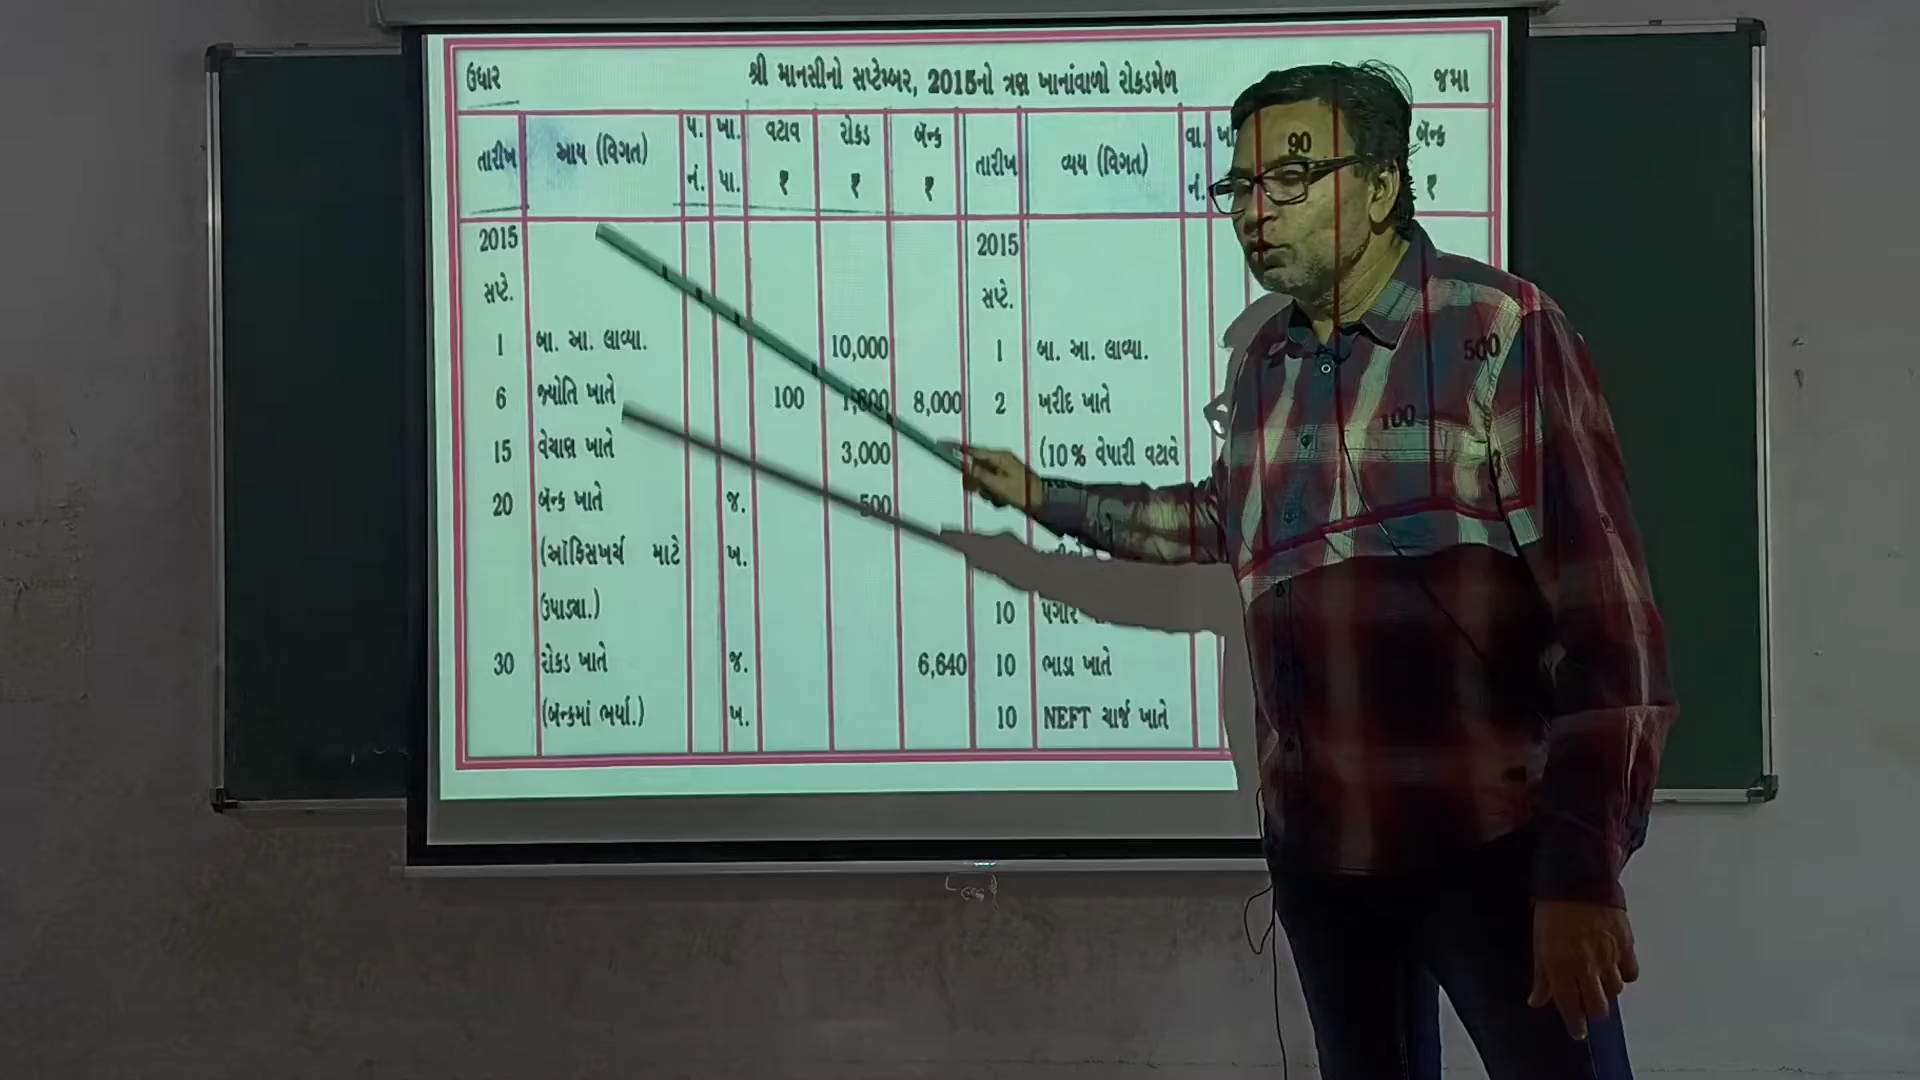 ઉધાર શ્રી માનસીનો સપ્ટેમ્બર, 2015નો ત્રણ ખાનાંવાળો રોકડમેળ જમા
તારીખ આય (વિગત) પ. નં. ખા. પા. વટાવ ₹ રોકડ ₹ બૅન્ક ₹ તારીખ વ્યય (વિગત) વા. નં. બૅન્ક ₹
90
2015 2015
સપ્ટે. સપ્ટે.
1 બા. આ. લાવ્યા. 10,000 1 બા. આ. લાવ્યા. 500
6 જ્યોતિ ખાતે 100 8,000 2 ખરીદ ખાતે 100
15 વેચાણ ખાતે 3,000 (10% વેપારી વટાવે
20 બૅન્ક ખાતે જ. 500
(ઑફિસખર્ચ માટે ખ.
ઉપાડ્યા.) 10
30 રોકડ ખાતે જ. 6,640 10 ભાડા ખાતે
(બૅન્કમાં ભર્યા.) ખ. 10 NEFT ચાર્જ ખાતે